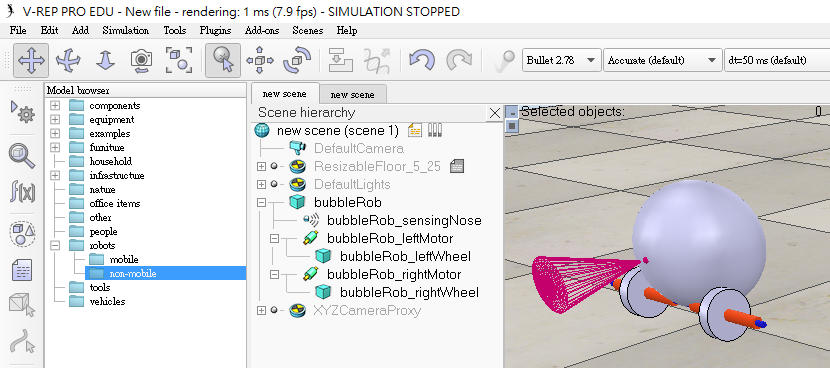 V-REP PRO EDU - New file - rendering: 1 ms (7.9 fps) - SIMULATION STOPPED
File Edit Add Simulation Tools Plugins Add-ons Scenes Help
Bullet 2.78 Accurate (default) dt=50 ms (default)
Model browser
components
equipment
examples
furniture
household
infrastructure
nature
office items
other
people
robots
mobile
non-mobile
tools
vehicles
new scene new scene
Scene hierarchy
new scene (scene 1)
DefaultCamera
ResizableFloor_5_25
DefaultLights
bubbleRob
bubbleRob_sensingNose
bubbleRob_leftMotor
bubbleRob_leftWheel
bubbleRob_rightMotor
bubbleRob_rightWheel
XYZCameraProxy
Selected objects: 0
f(x)